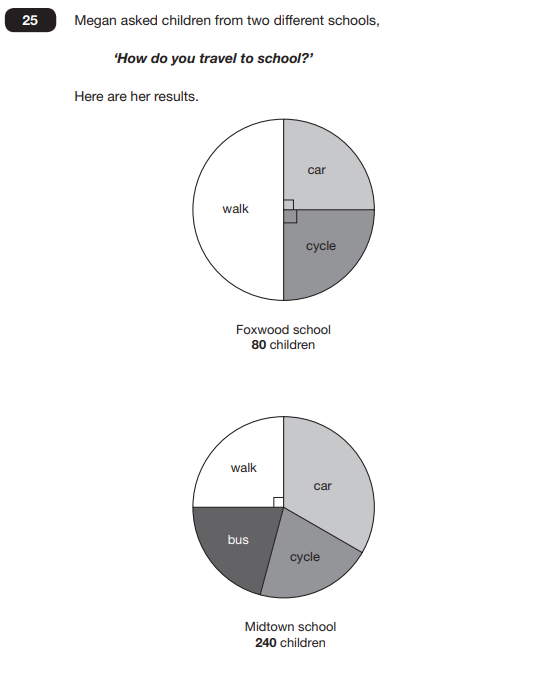 25
Megan asked children from two different schools,
‘How do you travel to school?’
Here are her results.
car
walk
cycle
Foxwood school
80 children
walk
car
bus
cycle
Midtown school
240 children